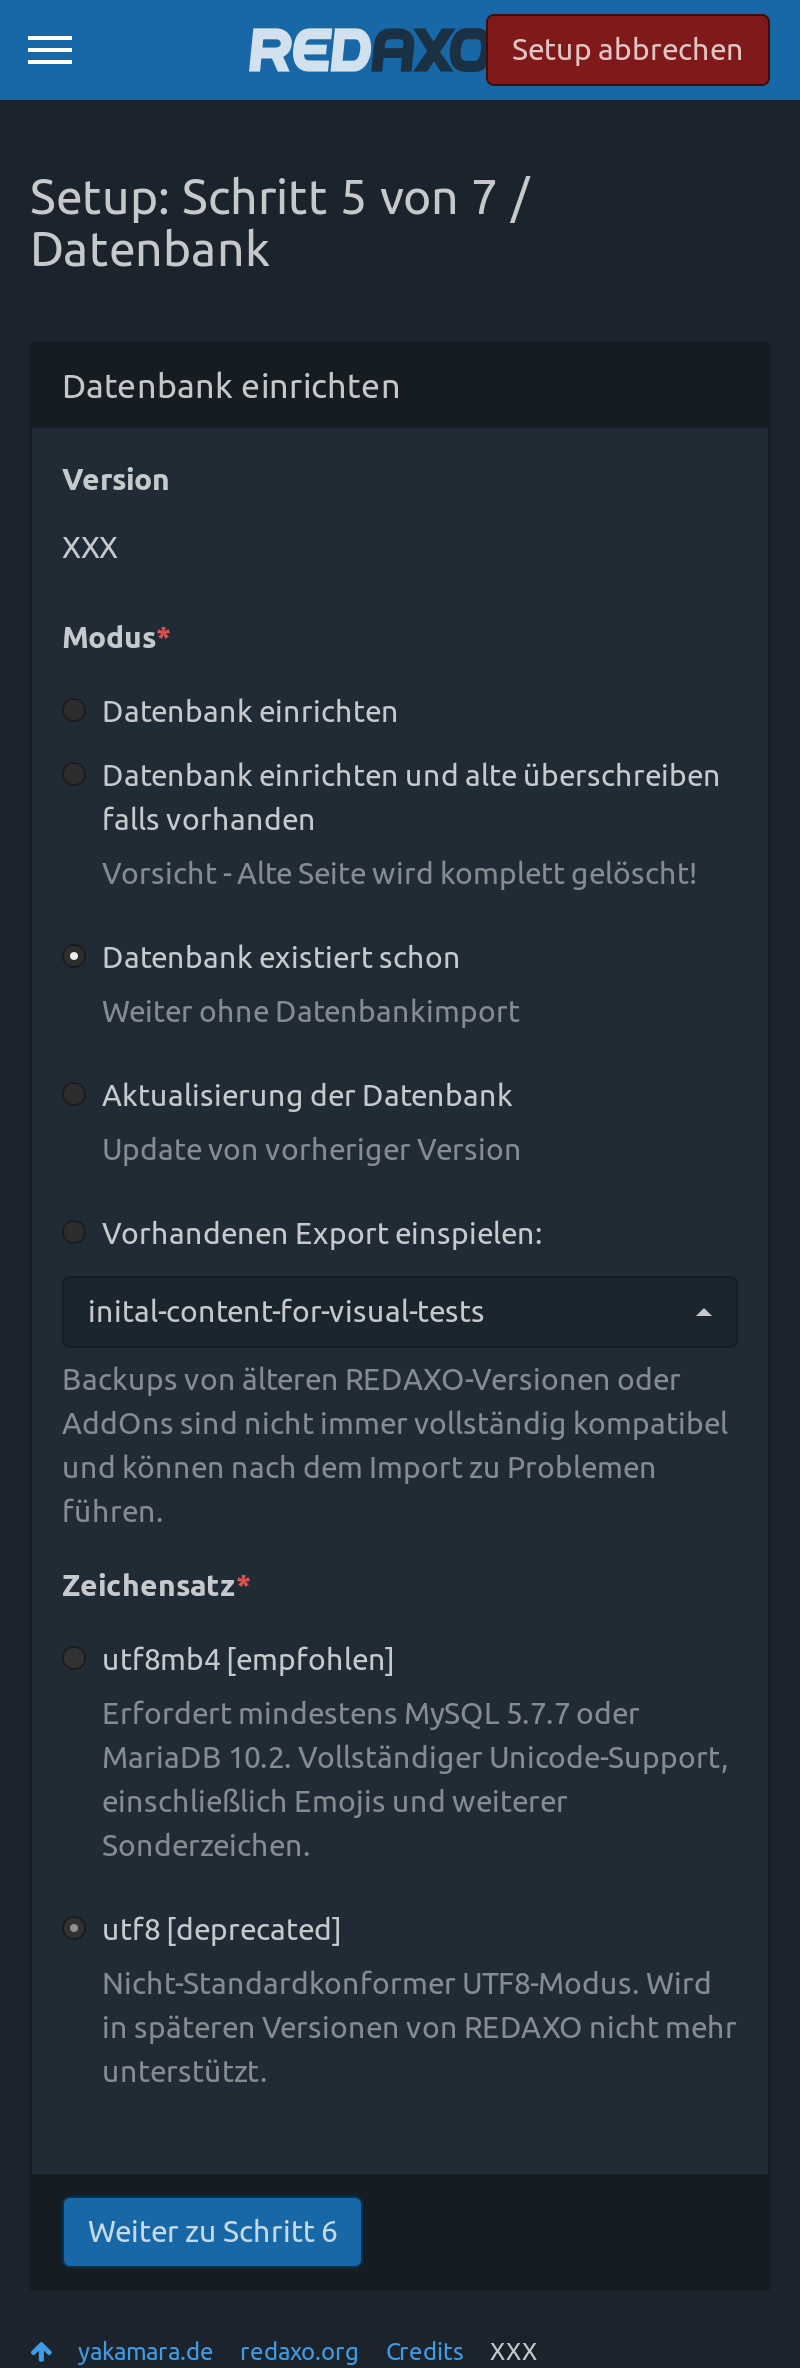 REDAXO
Setup abbrechen
Setup: Schritt 5 von 7 /
Datenbank
Datenbank einrichten
Version
XXX
Modus*
Datenbank einrichten
Datenbank einrichten und alte überschreiben
falls vorhanden
Vorsicht - Alte Seite wird komplett gelöscht!
Datenbank existiert schon
Weiter ohne Datenbankimport
Aktualisierung der Datenbank
Update von vorheriger Version
Vorhandenen Export einspielen:
inital-content-for-visual-tests
Backups von älteren REDAXO-Versionen oder
AddOns sind nicht immer vollständig kompatibel
und können nach dem Import zu Problemen
führen.
Zeichensatz*
utf8mb4 [empfohlen]
Erfordert mindestens MySQL 5.7.7 oder
MariaDB 10.2. Vollständiger Unicode-Support,
einschließlich Emojis und weiterer
Sonderzeichen.
utf8 [deprecated]
Nicht-Standardkonformer UTF8-Modus. Wird
in späteren Versionen von REDAXO nicht mehr
unterstützt.
Weiter zu Schritt 6
yakamara.de redaxo.org Credits XXX